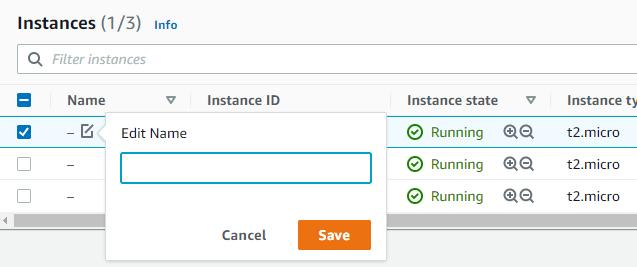 Instances (1/3) Info
Filter instances
Name Instance ID Instance state Instance ty
– Running t2.micro
Edit Name
– Running t2.micro
– Running t2.micro
Cancel Save